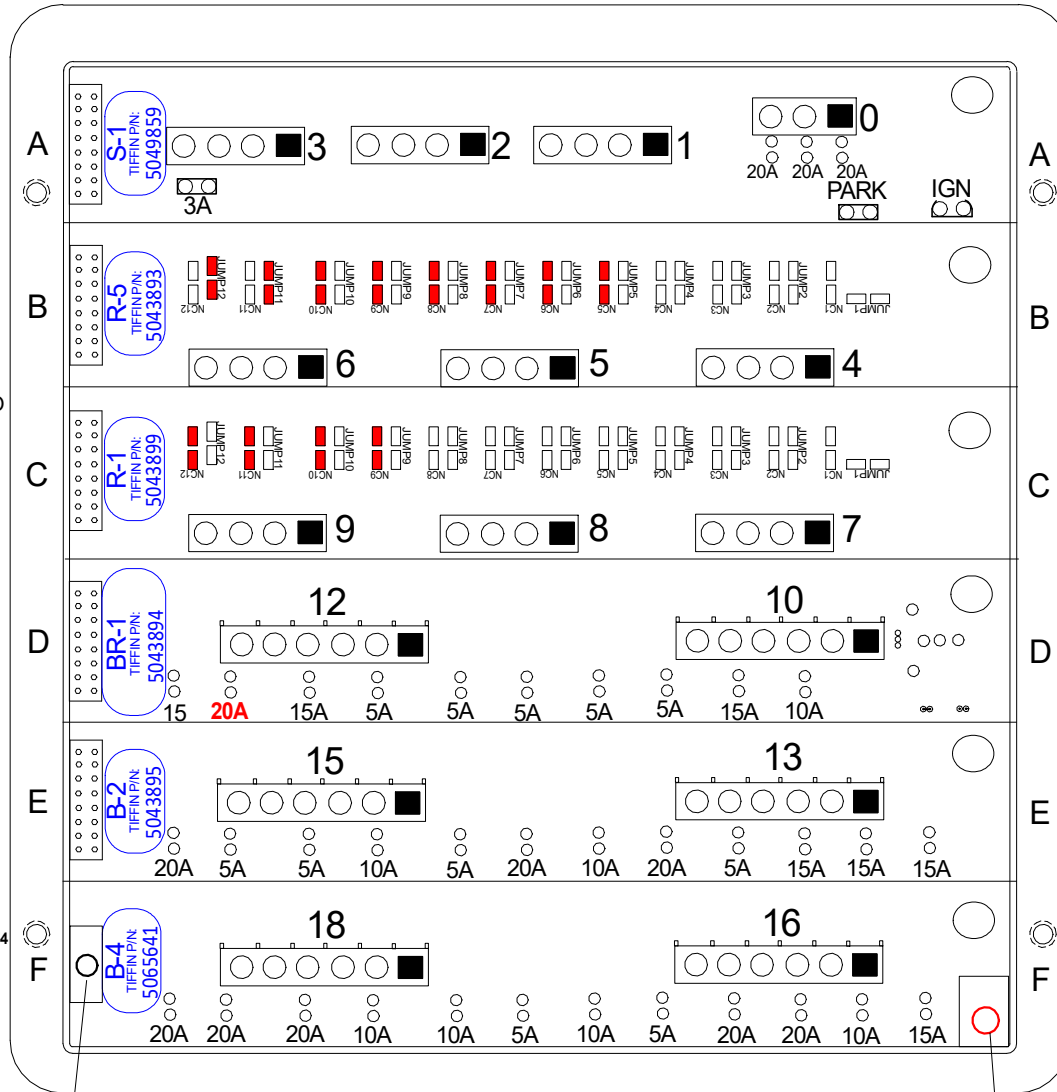 A
S-1
TIFFIN P/N:
5049859
3
2
1
0
A
20A 20A 20A
3A
PARK
IGN
B
R-5
TIFFIN P/N:
5043893
NC12 JUMP12 NC11 JUMP11 NC10 JUMP10 NC9 JUMP9 NC8 JUMP8 NC7 JUMP7 NC6 JUMP6 NC5 JUMP5 NC4 JUMP4 NC3 JUMP3 NC2 JUMP2 NC1 JUMP1
B
6
5
4
C
R-1
TIFFIN P/N:
5043899
NC12 JUMP12 NC11 JUMP11 NC10 JUMP10 NC9 JUMP9 NC8 JUMP8 NC7 JUMP7 NC6 JUMP6 NC5 JUMP5 NC4 JUMP4 NC3 JUMP3 NC2 JUMP2 NC1 JUMP1
C
9
8
7
D
BR-1
TIFFIN P/N:
5043894
12
10
D
15 20A 15A 5A 5A 5A 5A 5A 15A 10A
E
B-2
TIFFIN P/N:
5043895
15
13
E
20A 5A 5A 10A 5A 20A 10A 20A 5A 15A 15A 15A
4
F
B-4
TIFFIN P/N:
5065641
18
16
F
20A 20A 20A 10A 10A 5A 10A 5A 20A 20A 10A 15A